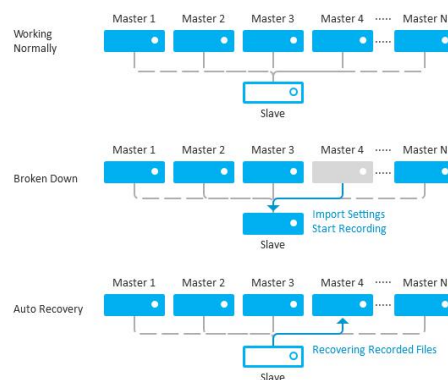 Master 1 Master 2 Master 3 Master 4 ····· Master N
Working
Normally
·····
Slave
Master 1 Master 2 Master 3 Master 4 ····· Master N
Broken Down
·····
Import Settings
Start Recording
Slave
Master 1 Master 2 Master 3 Master 4 ····· Master N
Auto Recovery
·····
Recovering Recorded Files
Slave